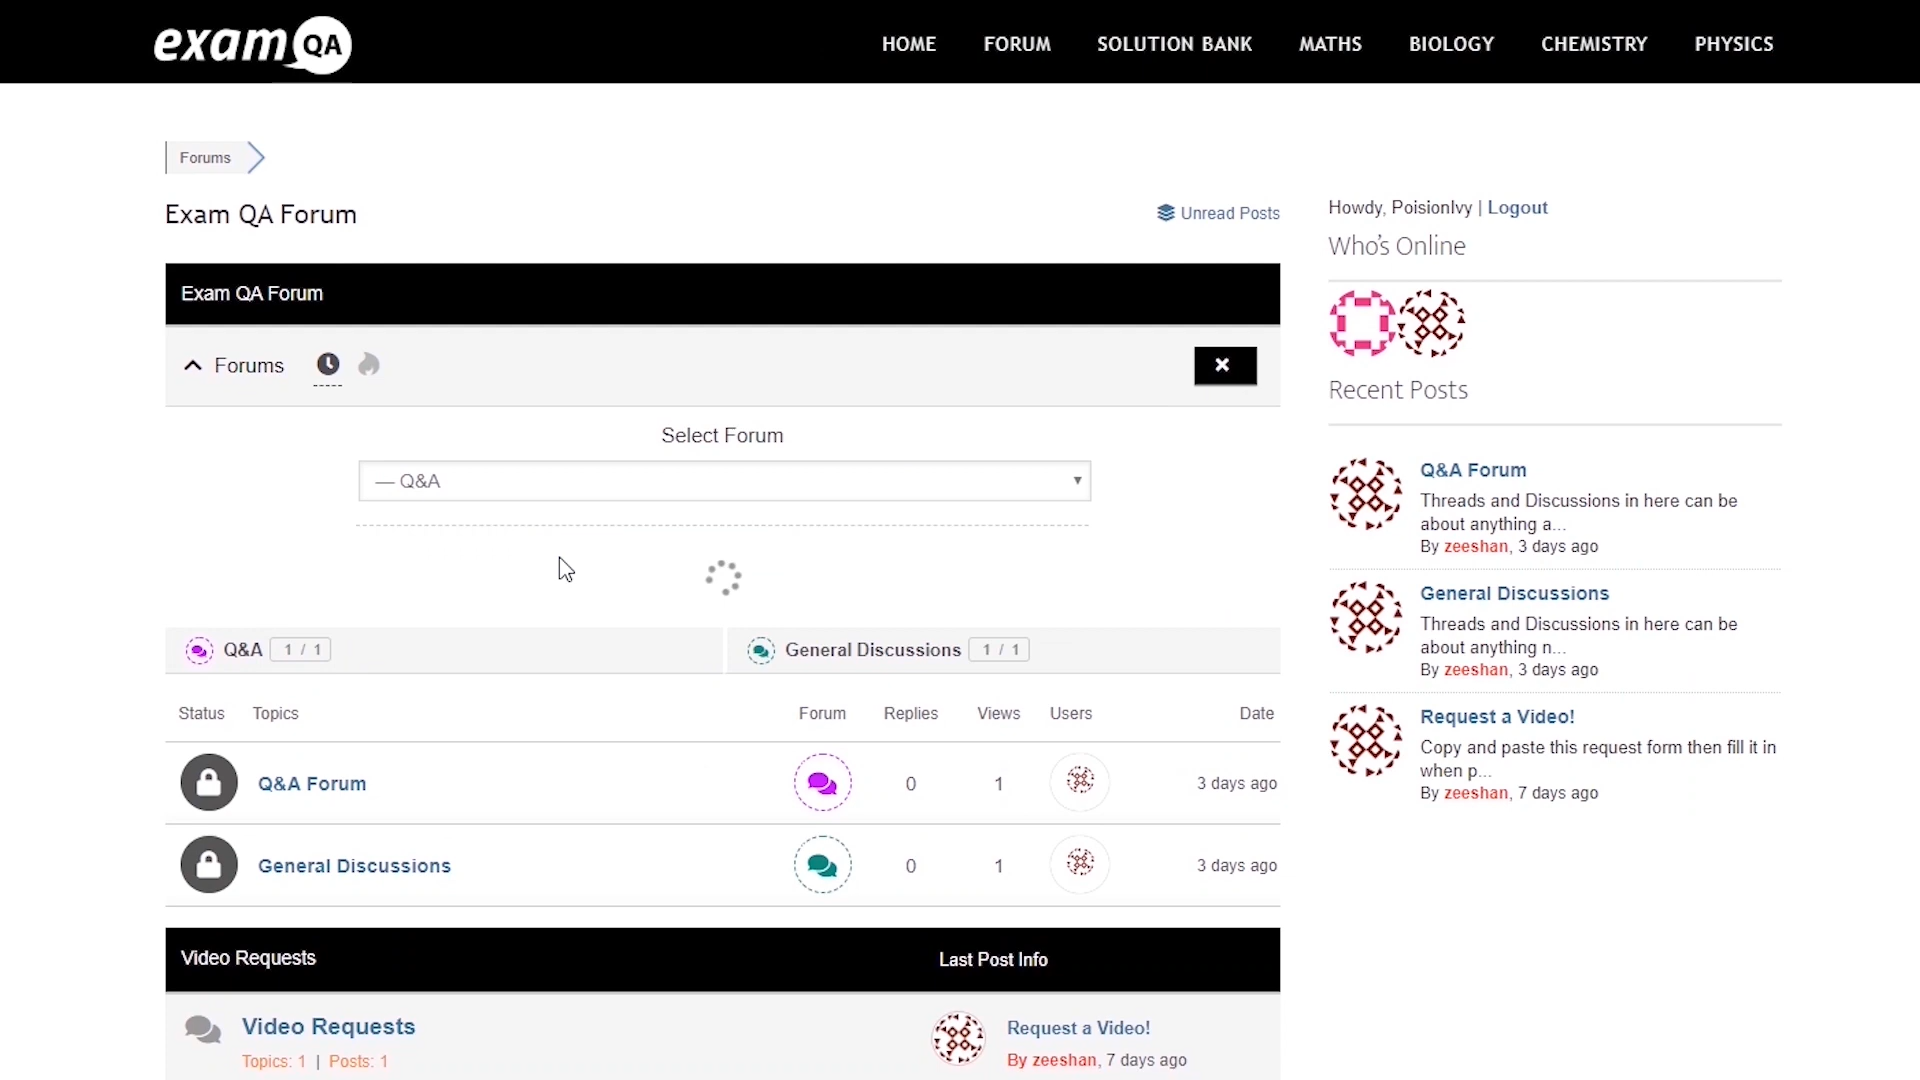 exam QA
HOME FORUM SOLUTION BANK MATHS BIOLOGY CHEMISTRY PHYSICS
Forums
Exam QA Forum
Unread Posts
Exam QA Forum
Forums
Select Forum
— Q&A
Q&A 1 / 1
General Discussions 1 / 1
Status Topics Forum Replies Views Users Date
Q&A Forum 0 1 3 days ago
General Discussions 0 1 3 days ago
Video Requests Last Post Info
Video Requests
Topics: 1 | Posts: 1
Request a Video!
By zeeshan, 7 days ago
Howdy, PoisionIvy | Logout
Who's Online
Recent Posts
Q&A Forum
Threads and Discussions in here can be
about anything a...
By zeeshan, 3 days ago
General Discussions
Threads and Discussions in here can be
about anything n...
By zeeshan, 3 days ago
Request a Video!
Copy and paste this request form then fill it in
when p...
By zeeshan, 7 days ago